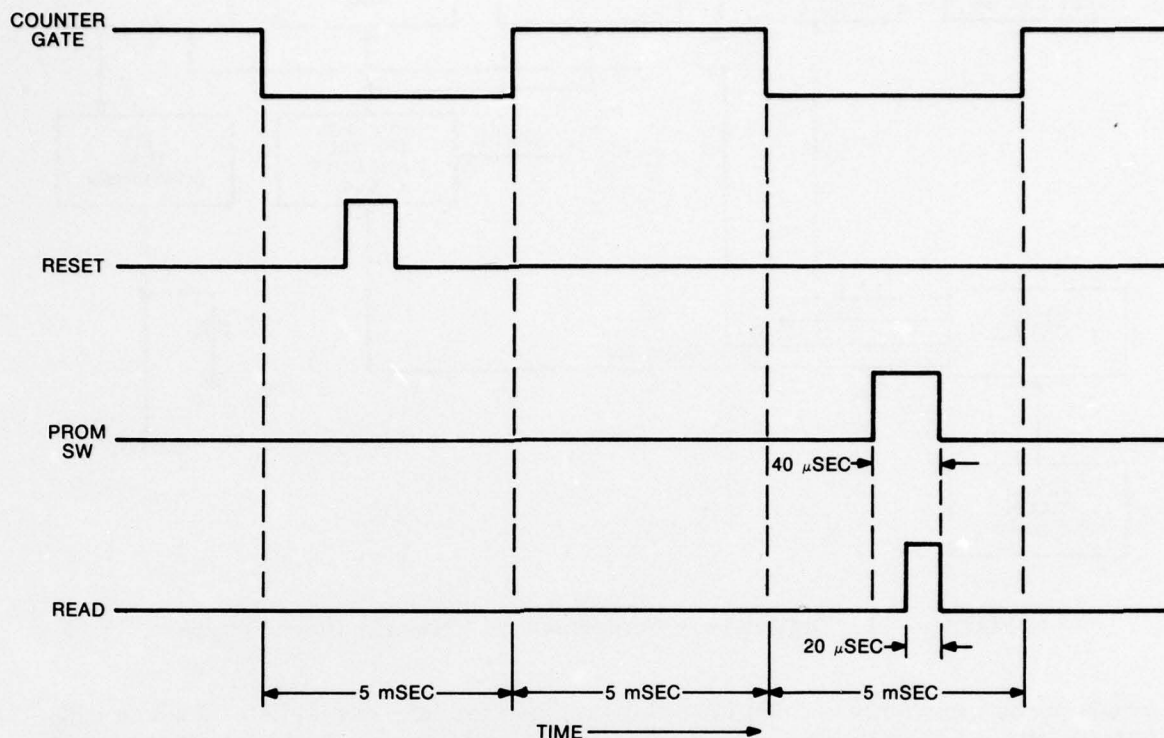 COUNTER
GATE
RESET
PROM
SW
40 μSEC
READ
20 μSEC
5 mSEC
5 mSEC
5 mSEC
TIME